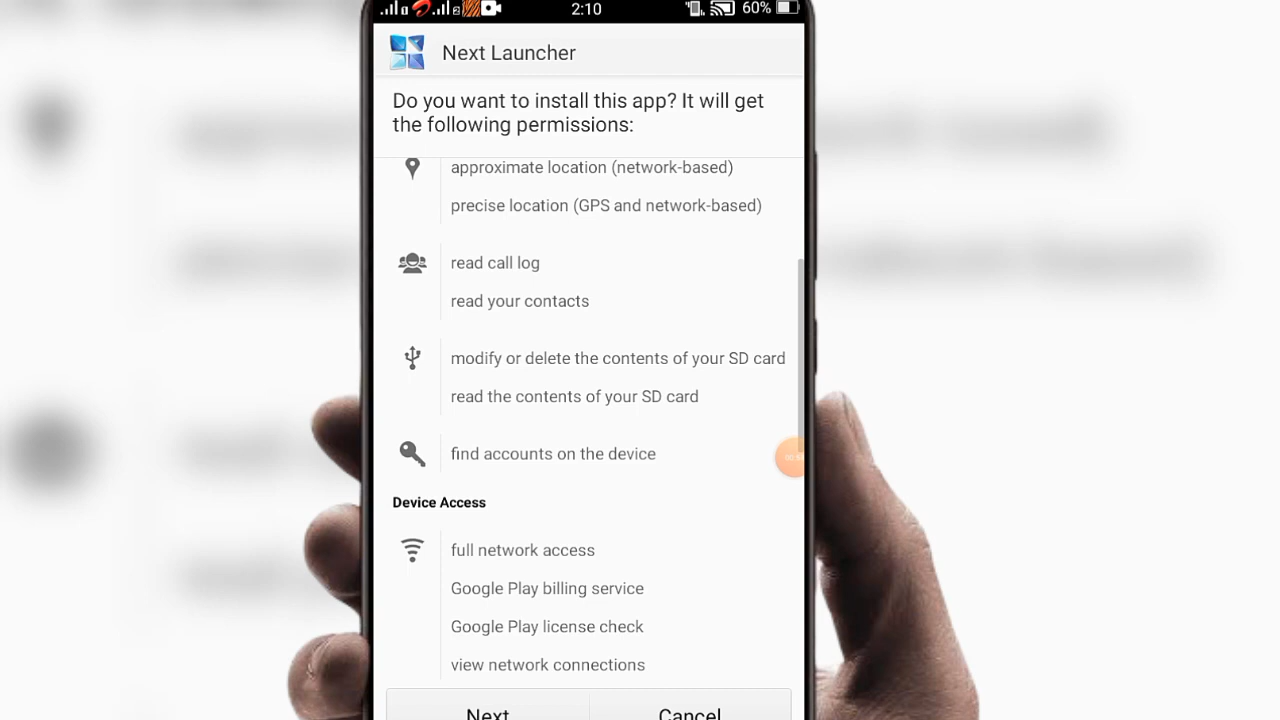 2:10
60%
Next Launcher
Do you want to install this app? It will get
the following permissions:
approximate location (network-based)
precise location (GPS and network-based)
read call log
read your contacts
modify or delete the contents of your SD card
read the contents of your SD card
find accounts on the device
Device Access
full network access
Google Play billing service
Google Play license check
view network connections
Next
Cancel